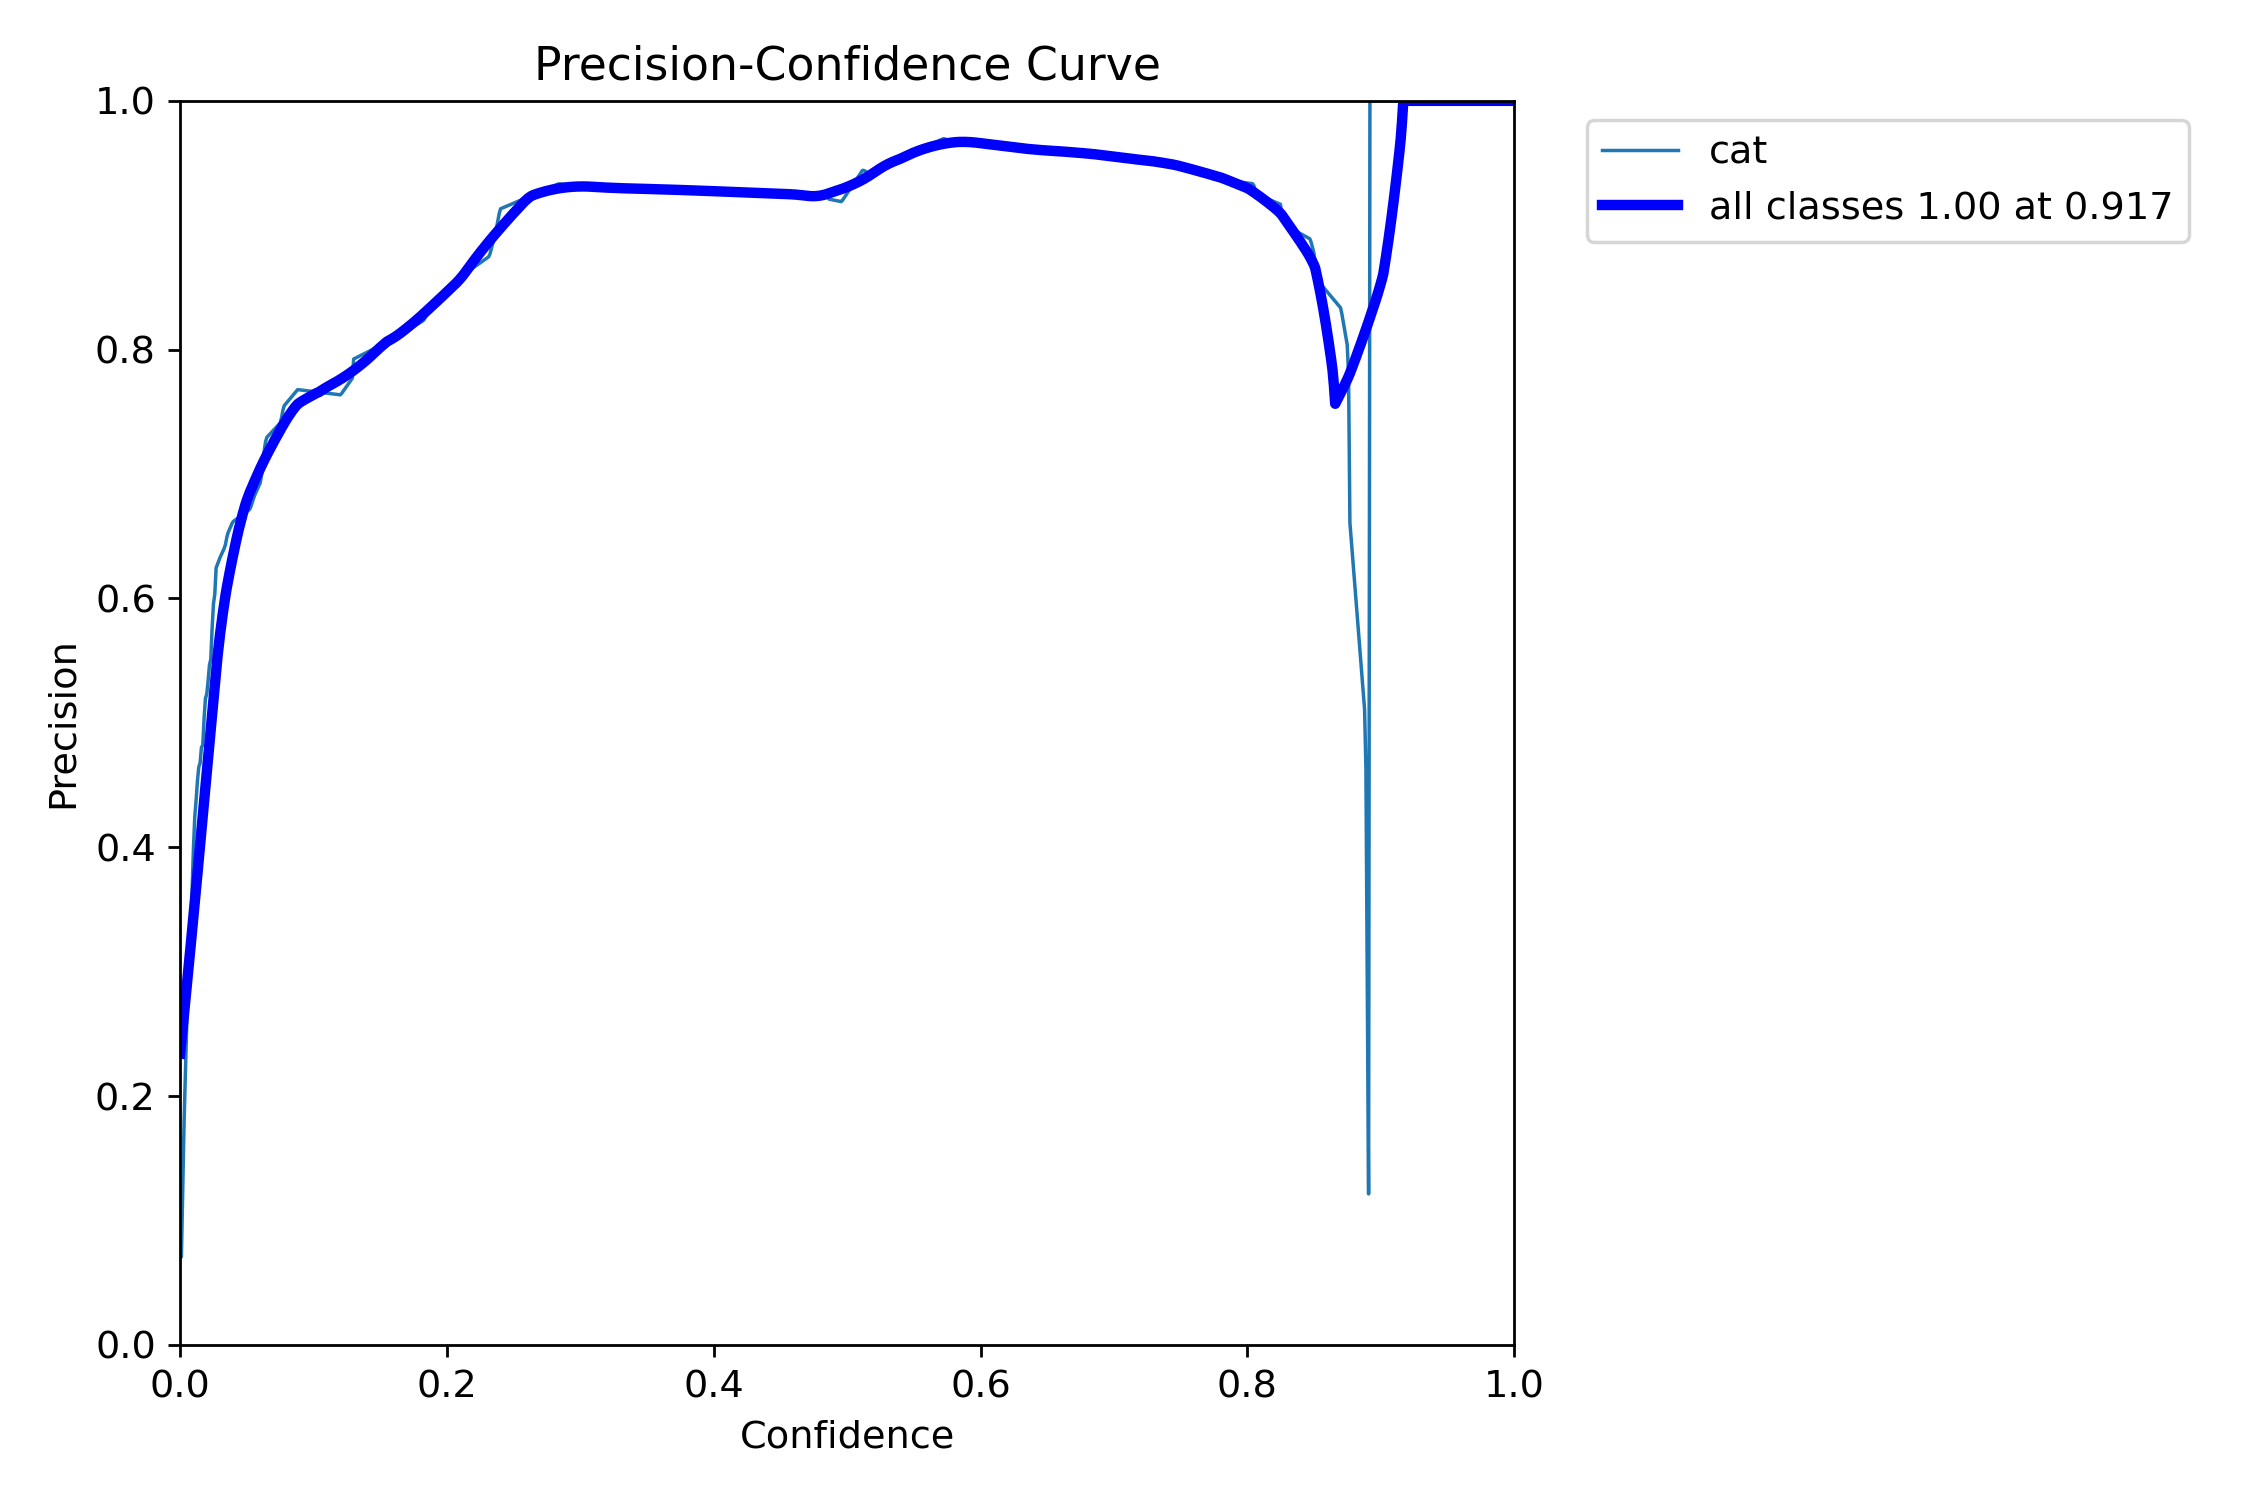 Precision-Confidence Curve
cat
all classes 1.00 at 0.917
1.0
0.8
0.6
0.4
0.2
0.0
Precision
0.0 0.2 0.4 0.6 0.8 1.0
Confidence